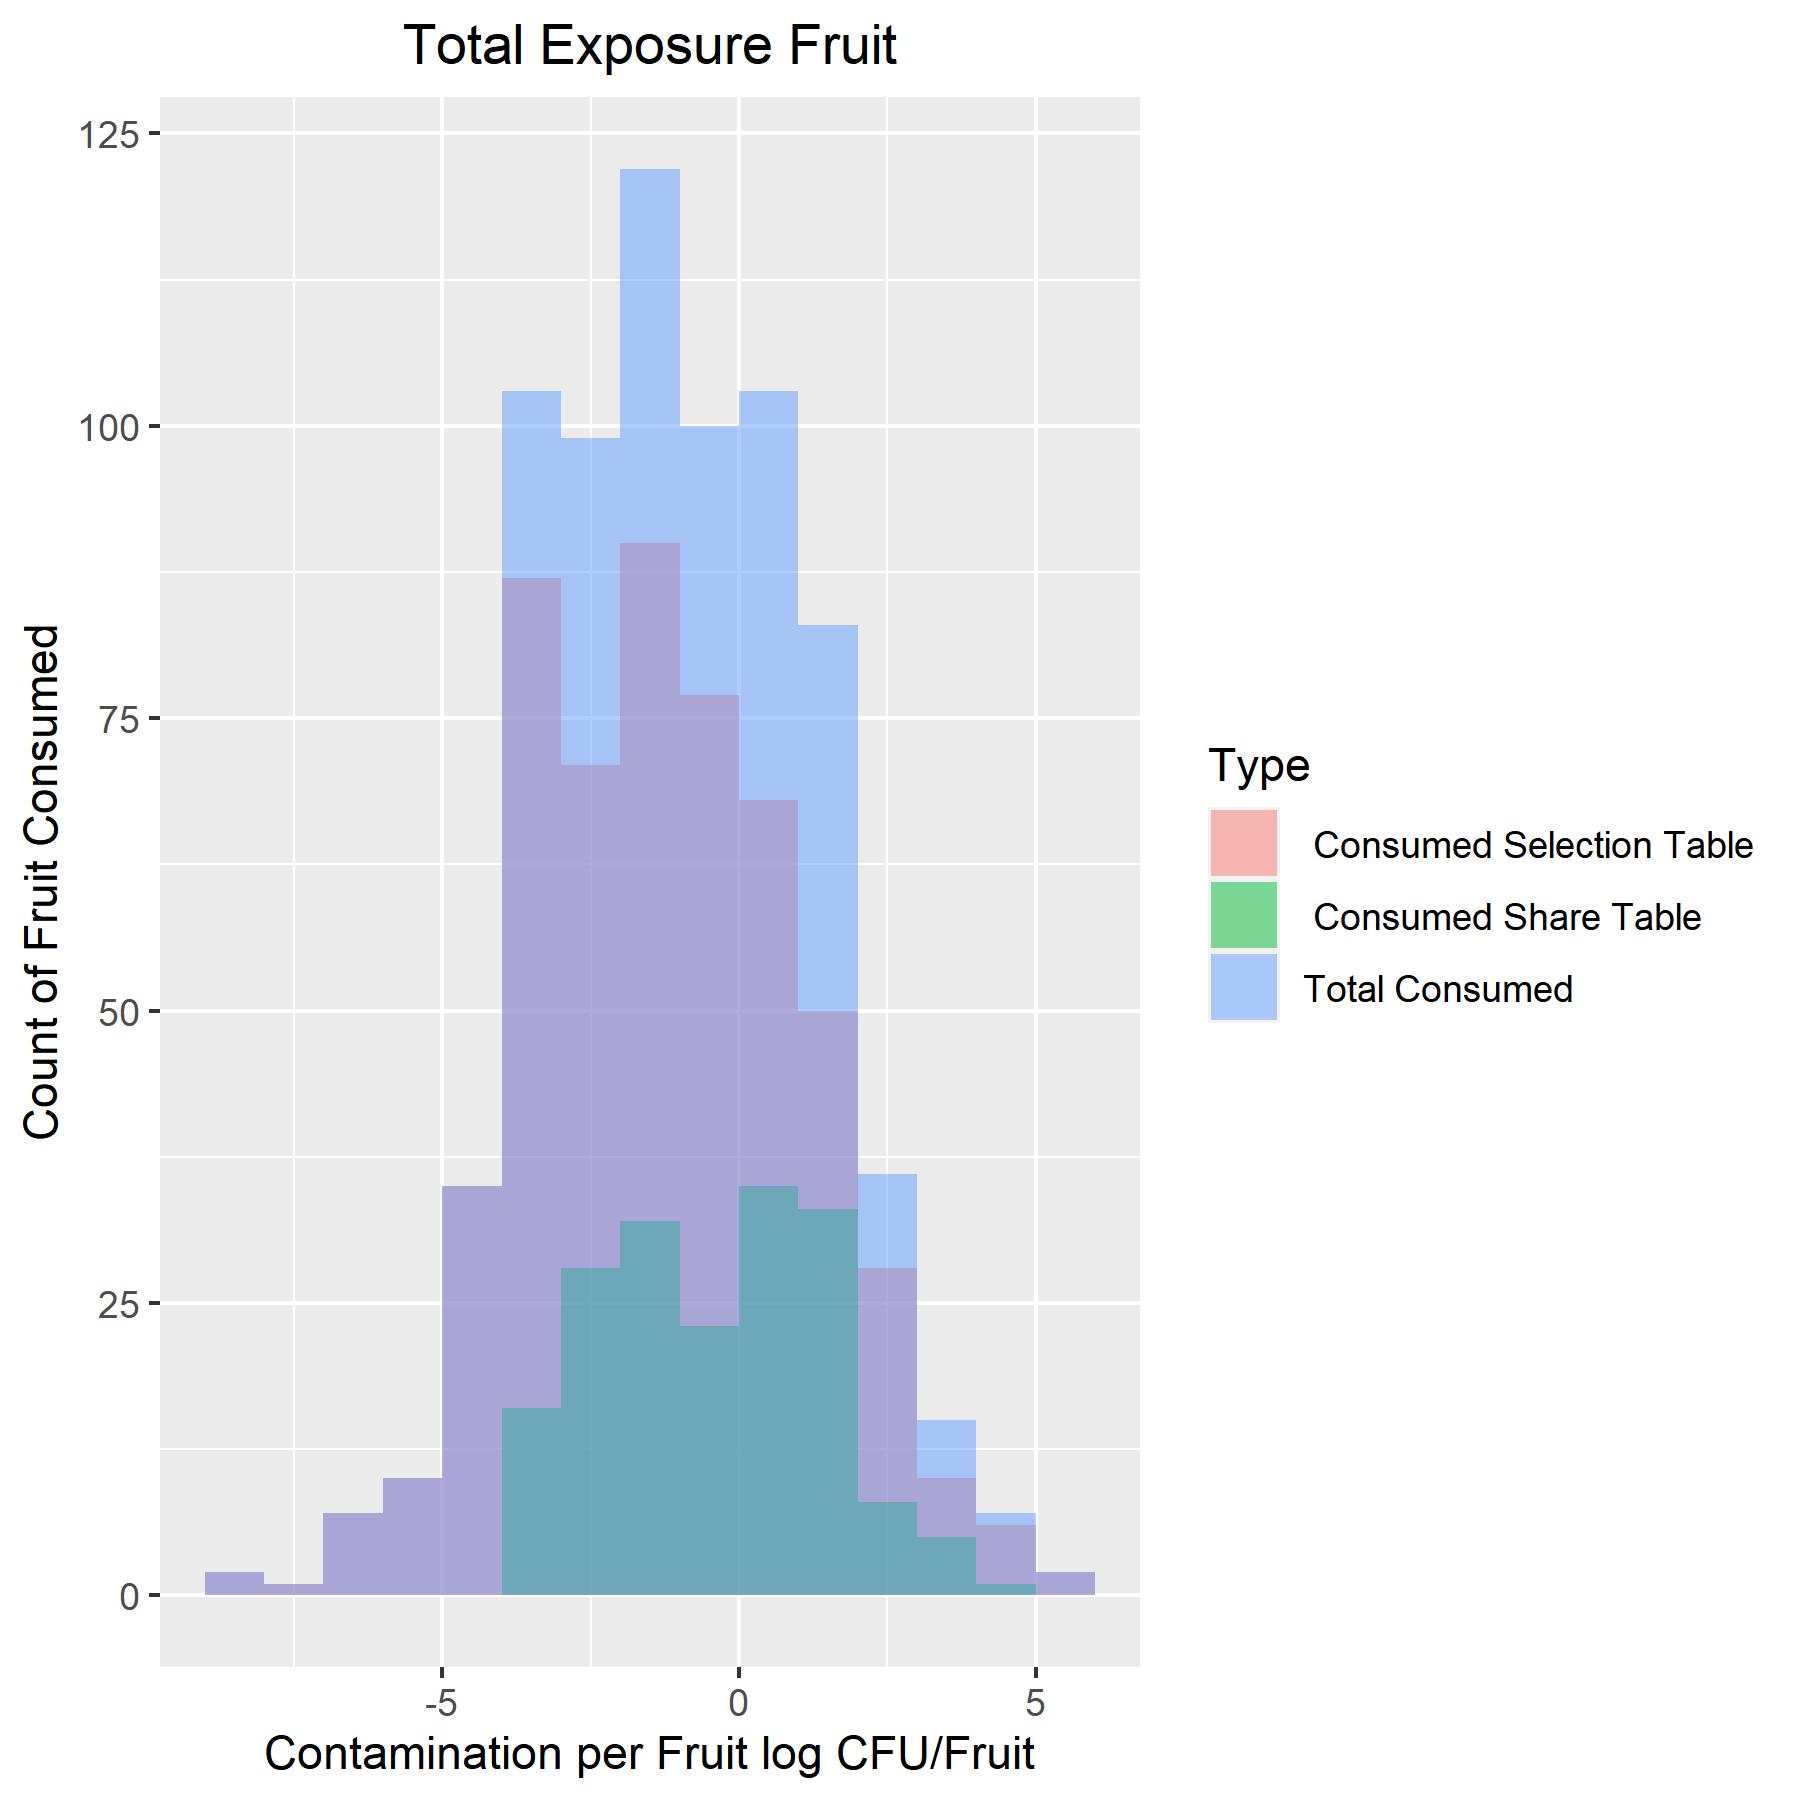 Total Exposure Fruit
125
100
75
50
25
0
Count of Fruit Consumed
-5 0 5
Contamination per Fruit log CFU/Fruit
Type
Consumed Selection Table
Consumed Share Table
Total Consumed